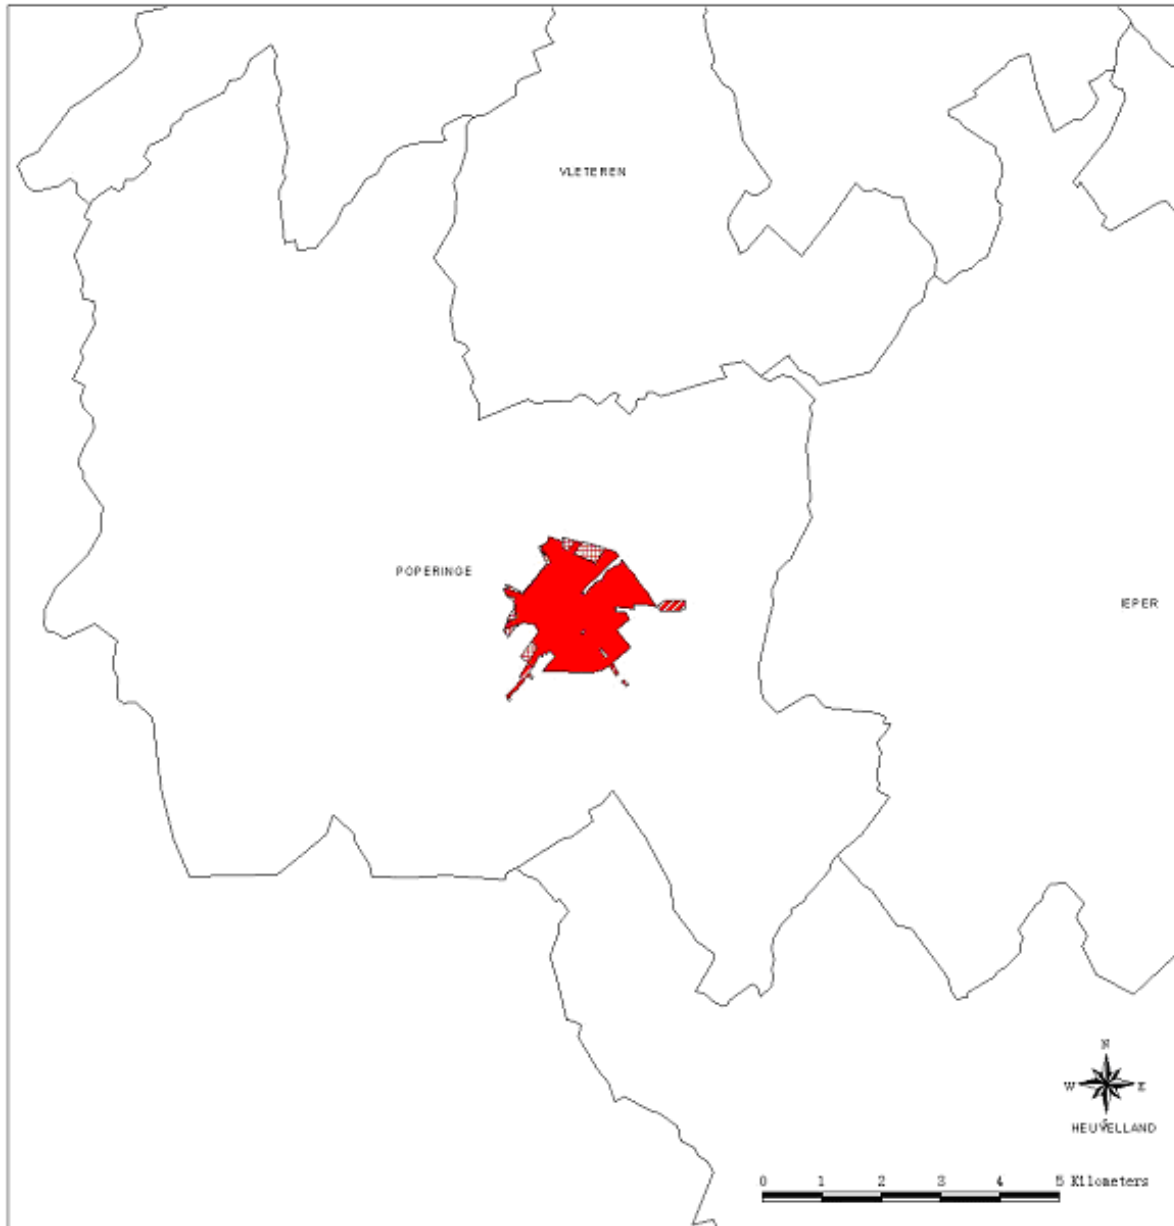 VLETEREN
POPERINGE
IEPER
N
W E
S
HEUVELLAND
0 1 2 3 4 5 Kilometers